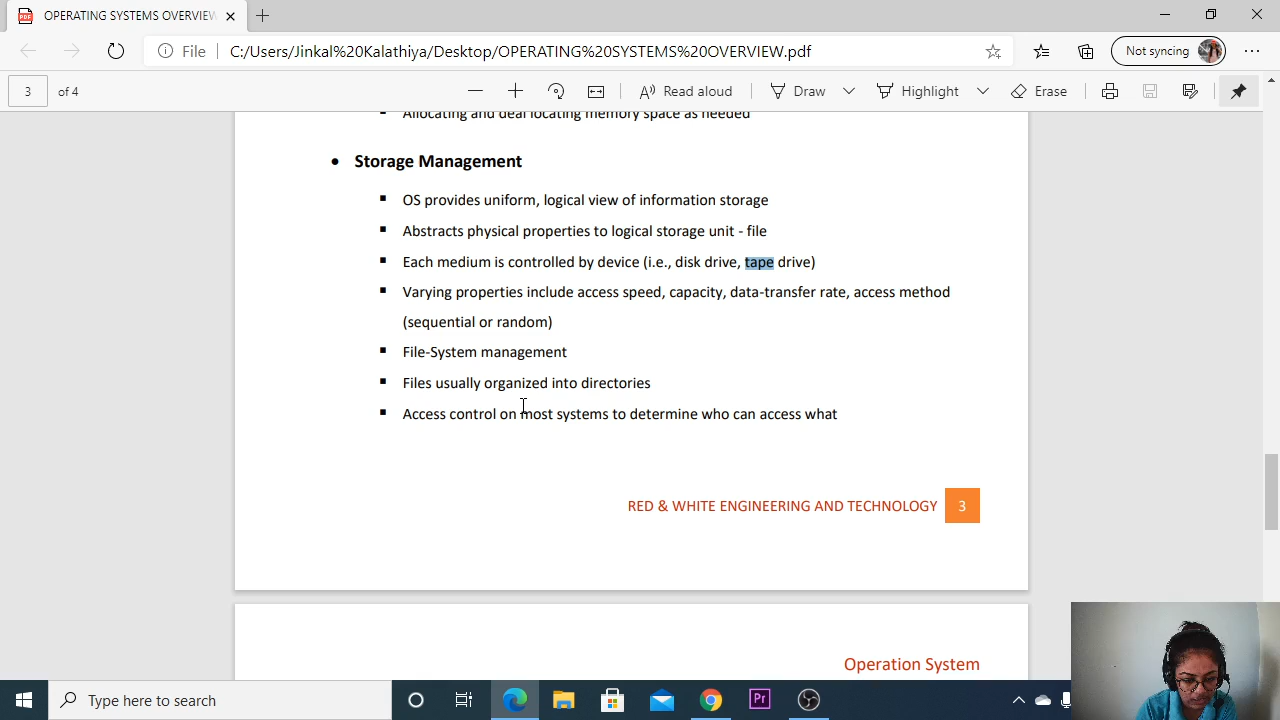 OPERATING SYSTEMS OVERVIEW
File
C:/Users/Jinkal%20Kalathiya/Desktop/OPERATING%20SYSTEMS%20OVERVIEW.pdf
Not syncing
3 of 4
Read aloud
Draw
Highlight
Erase
Allocating and deallocating memory space as needed
• Storage Management
▪ OS provides uniform, logical view of information storage
▪ Abstracts physical properties to logical storage unit - file
▪ Each medium is controlled by device (i.e., disk drive, tape drive)
▪ Varying properties include access speed, capacity, data-transfer rate, access method
(sequential or random)
▪ File-System management
▪ Files usually organized into directories
▪ Access control on most systems to determine who can access what
RED & WHITE ENGINEERING AND TECHNOLOGY 3
Operation System
Type here to search
Pr